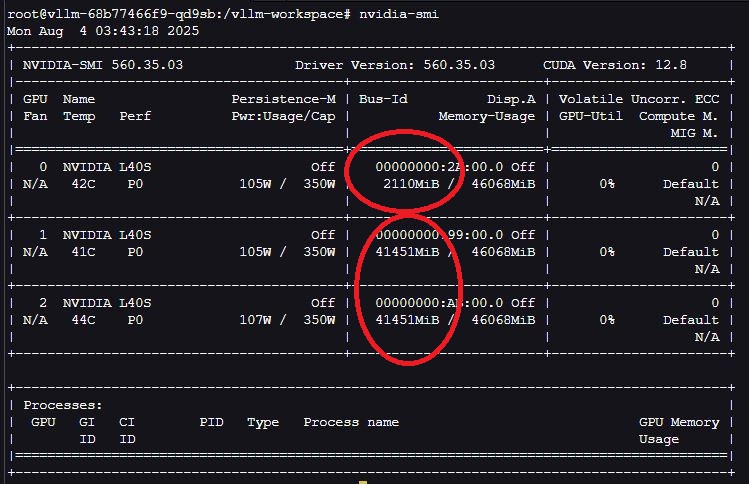 root@vllm-68b77466f9-qd9sb:/vllm-workspace# nvidia-smi
Mon Aug  4 03:43:18 2025
+-----------------------------------------------------------------------------------------+
| NVIDIA-SMI 560.35.03              Driver Version: 560.35.03      CUDA Version: 12.8     |
|-----------------------------------------+------------------------+----------------------+
| GPU  Name                 Persistence-M | Bus-Id          Disp.A | Volatile Uncorr. ECC |
| Fan  Temp   Perf          Pwr:Usage/Cap |           Memory-Usage | GPU-Util  Compute M. |
|                                         |                        |               MIG M. |
|=========================================+========================+======================|
|   0  NVIDIA L40S                    Off |   00000000:2A:00.0 Off |                    0 |
| N/A   42C    P0            105W /  350W |    2110MiB /  46068MiB |      0%      Default |
|                                         |                        |                  N/A |
+-----------------------------------------+------------------------+----------------------+
|   1  NVIDIA L40S                    Off |   00000000:99:00.0 Off |                    0 |
| N/A   41C    P0            105W /  350W |   41451MiB /  46068MiB |      0%      Default |
|                                         |                        |                  N/A |
+-----------------------------------------+------------------------+----------------------+
|   2  NVIDIA L40S                    Off |            :00.0 Off |                    0 |
| N/A   44C    P0            107W /  350W |   41451MiB /  46068MiB |      0%      Default |
|                                         |                        |                  N/A |
+-----------------------------------------+------------------------+----------------------+
+-----------------------------------------------------------------------------------------+
| Processes:                                                                              |
|  GPU   GI   CI        PID   Type   Process name                              GPU Memory |
|        ID   ID                                                               Usage      |
|=========================================================================================|
+-----------------------------------------------------------------------------------------+